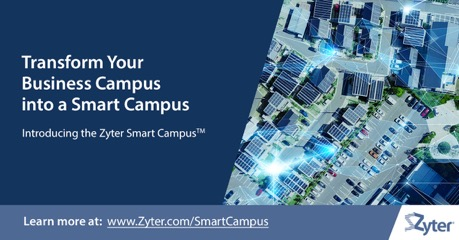 Transform Your
Business Campus
into a Smart Campus
Introducing the Zyter Smart Campus™
Learn more at: www.Zyter.com/SmartCampus
Zyter